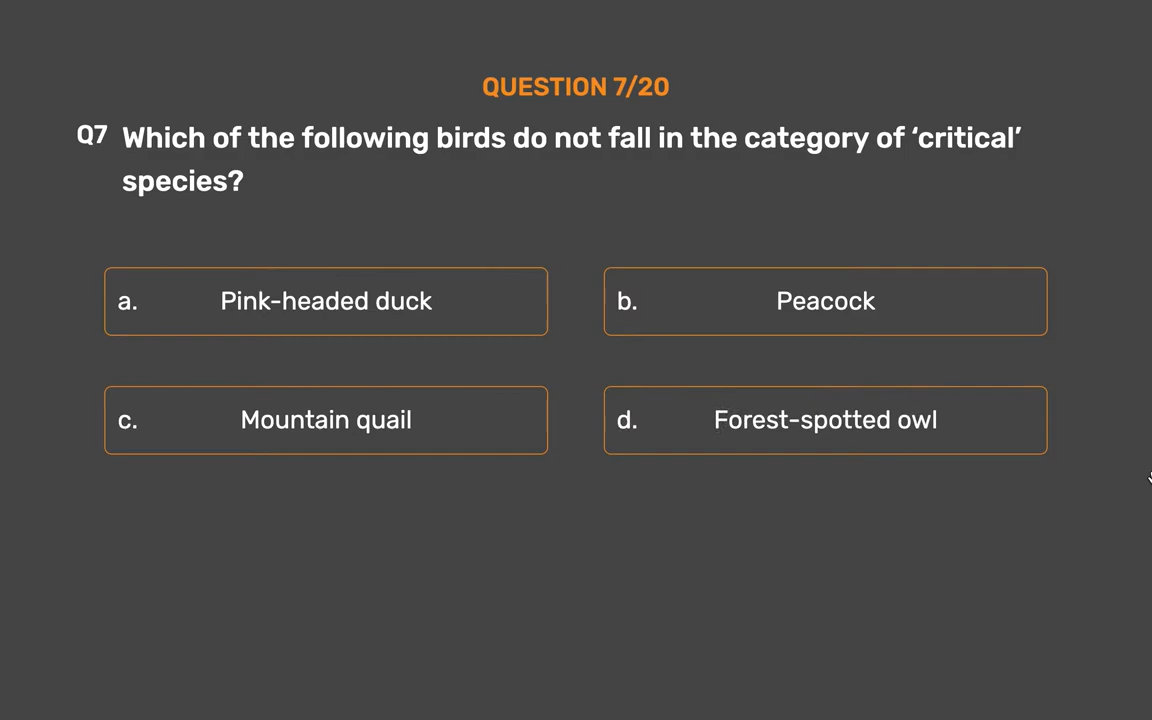 QUESTION 7/20
Q7 Which of the following birds do not fall in the category of ‘critical’
species?
a. Pink-headed duck
b. Peacock
c. Mountain quail
d. Forest-spotted owl